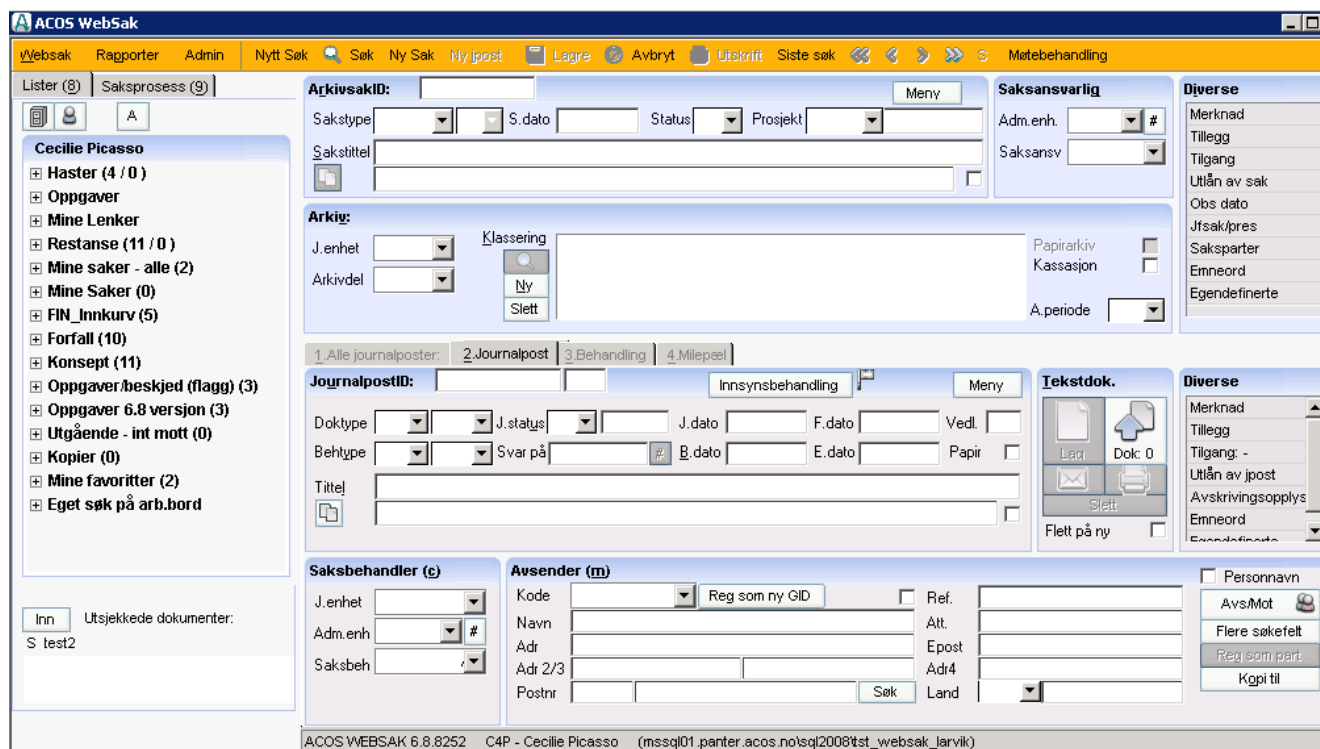 ACOS WebSak
Websak Rapporter Admin Nytt Søk Søk Ny Sak Ny jpost Lagre Avbryt Utskrift Siste søk S Møtebehandling
Lister (8) Saksprosess (9)
A
Cecilie Picasso
Haster (4 / 0 )
Oppgaver
Mine Lenker
Restanse (11 / 0 )
Mine saker - alle (2)
Mine Saker (0)
FIN_Innkurv (5)
Forfall (10)
Konsept (11)
Oppgaver/beskjed (flagg) (3)
Oppgaver 6.8 versjon (3)
Utgående - int mott (0)
Kopier (0)
Mine favoritter (2)
Eget søk på arb.bord
Inn Utsjekkede dokumenter:
S test2
ArkivsakID: Meny
Sakstype S.dato Status Prosjekt
Sakstittel
Saksansvarlig
Adm.enh. #
Saksansv
Diverse
Merknad
Tillegg
Tilgang
Utlån av sak
Obs dato
Jfsak/pres
Saksparter
Emneord
Egendefinerte
Arkiv:
J.enhet Klassering Papirarkiv
Kassasjon
Arkivdel Ny
Slett A.periode
1.Alle journalposter: 2.Journalpost 3.Behandling 4.Milepæl
JournalpostID: Innsynsbehandling Meny
Doktype J.status J.dato F.dato Vedl.
Behtype Svar på # B.dato E.dato Papir
Tittel
Tekstdok.
Lag Dok: 0
Slett
Flett på ny
Diverse
Merknad
Tillegg
Tilgang: -
Utlån av jpost
Avskrivingsopplys
Emneord
Egendefinerte
Saksbehandler (c)
J.enhet
Adm.enh #
Saksbeh
Avsender (m) Personnavn
Kode Reg som ny GID Ref. Avs/Mot
Navn Att. Flere søkefelt
Adr Epost Reg som part
Adr 2/3 Adr4 Kopi til
Postnr Søk Land
ACOS WEBSAK 6.8.8252 C4P - Cecilie Picasso (mssql01.panter.acos.no\sql2008\tst_websak_larvik)